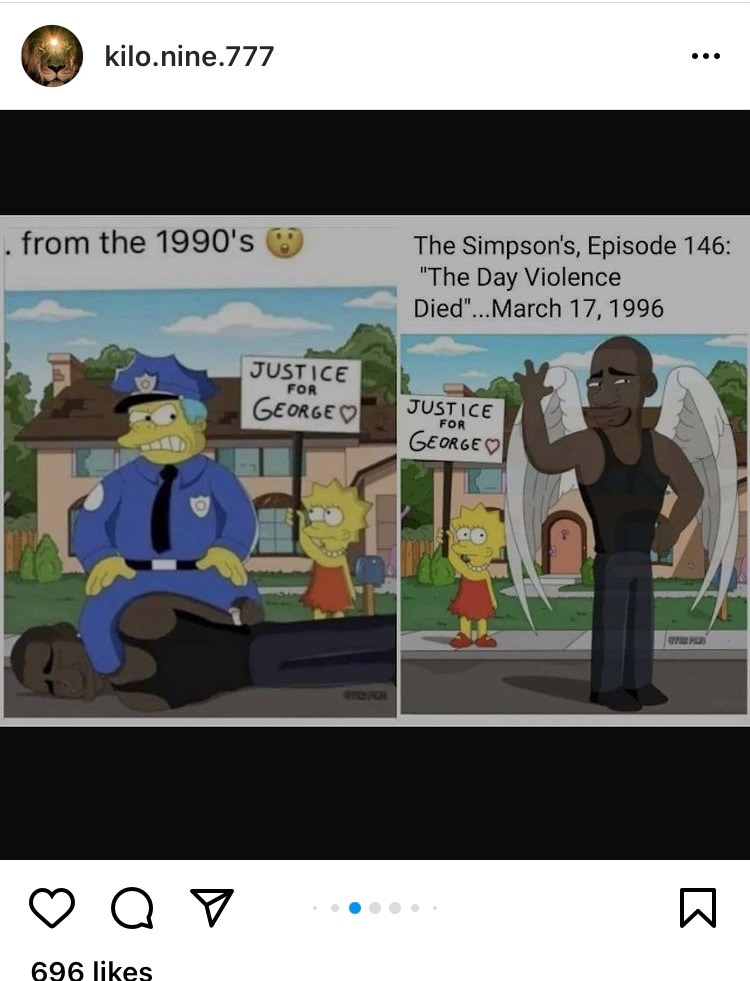 kilo.nine.777
. from the 1990's 😲
JUSTICE
FOR
GEORGE♡
The Simpson's, Episode 146:
"The Day Violence
Died"...March 17, 1996
JUSTICE
FOR
GEORGE♡
696 likes